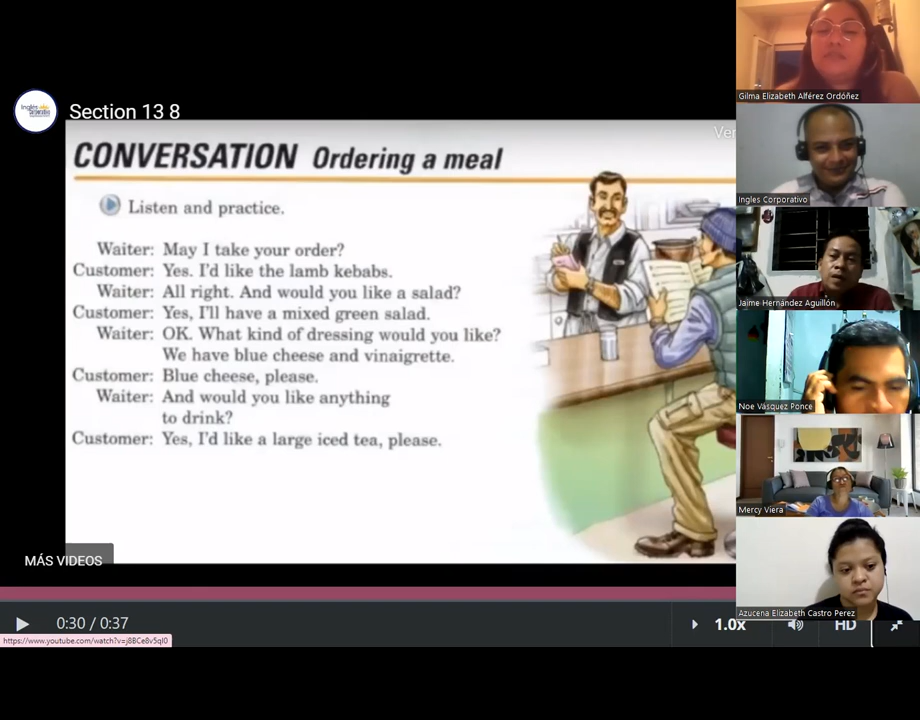 Section 13 8
Ver
CONVERSATION Ordering a meal
Listen and practice.
Waiter: May I take your order?
Customer: Yes. I'd like the lamb kebabs.
Waiter: All right. And would you like a salad?
Customer: Yes, I'll have a mixed green salad.
Waiter: OK. What kind of dressing would you like?
We have blue cheese and vinaigrette.
Customer: Blue cheese, please.
Waiter: And would you like anything
to drink?
Customer: Yes, I'd like a large iced tea, please.
MÁS VIDEOS
0:30 / 0:37
1.0x
HD
https://www.youtube.com/watch?v=j8BCe8v5qI0
Gilma Elizabeth Alférez Ordóñez
Ingles Corporativo
Jaime Hernández Aguillón
Noe Vásquez Ponce
Mercy Viera
Azucena Elizabeth Castro Perez